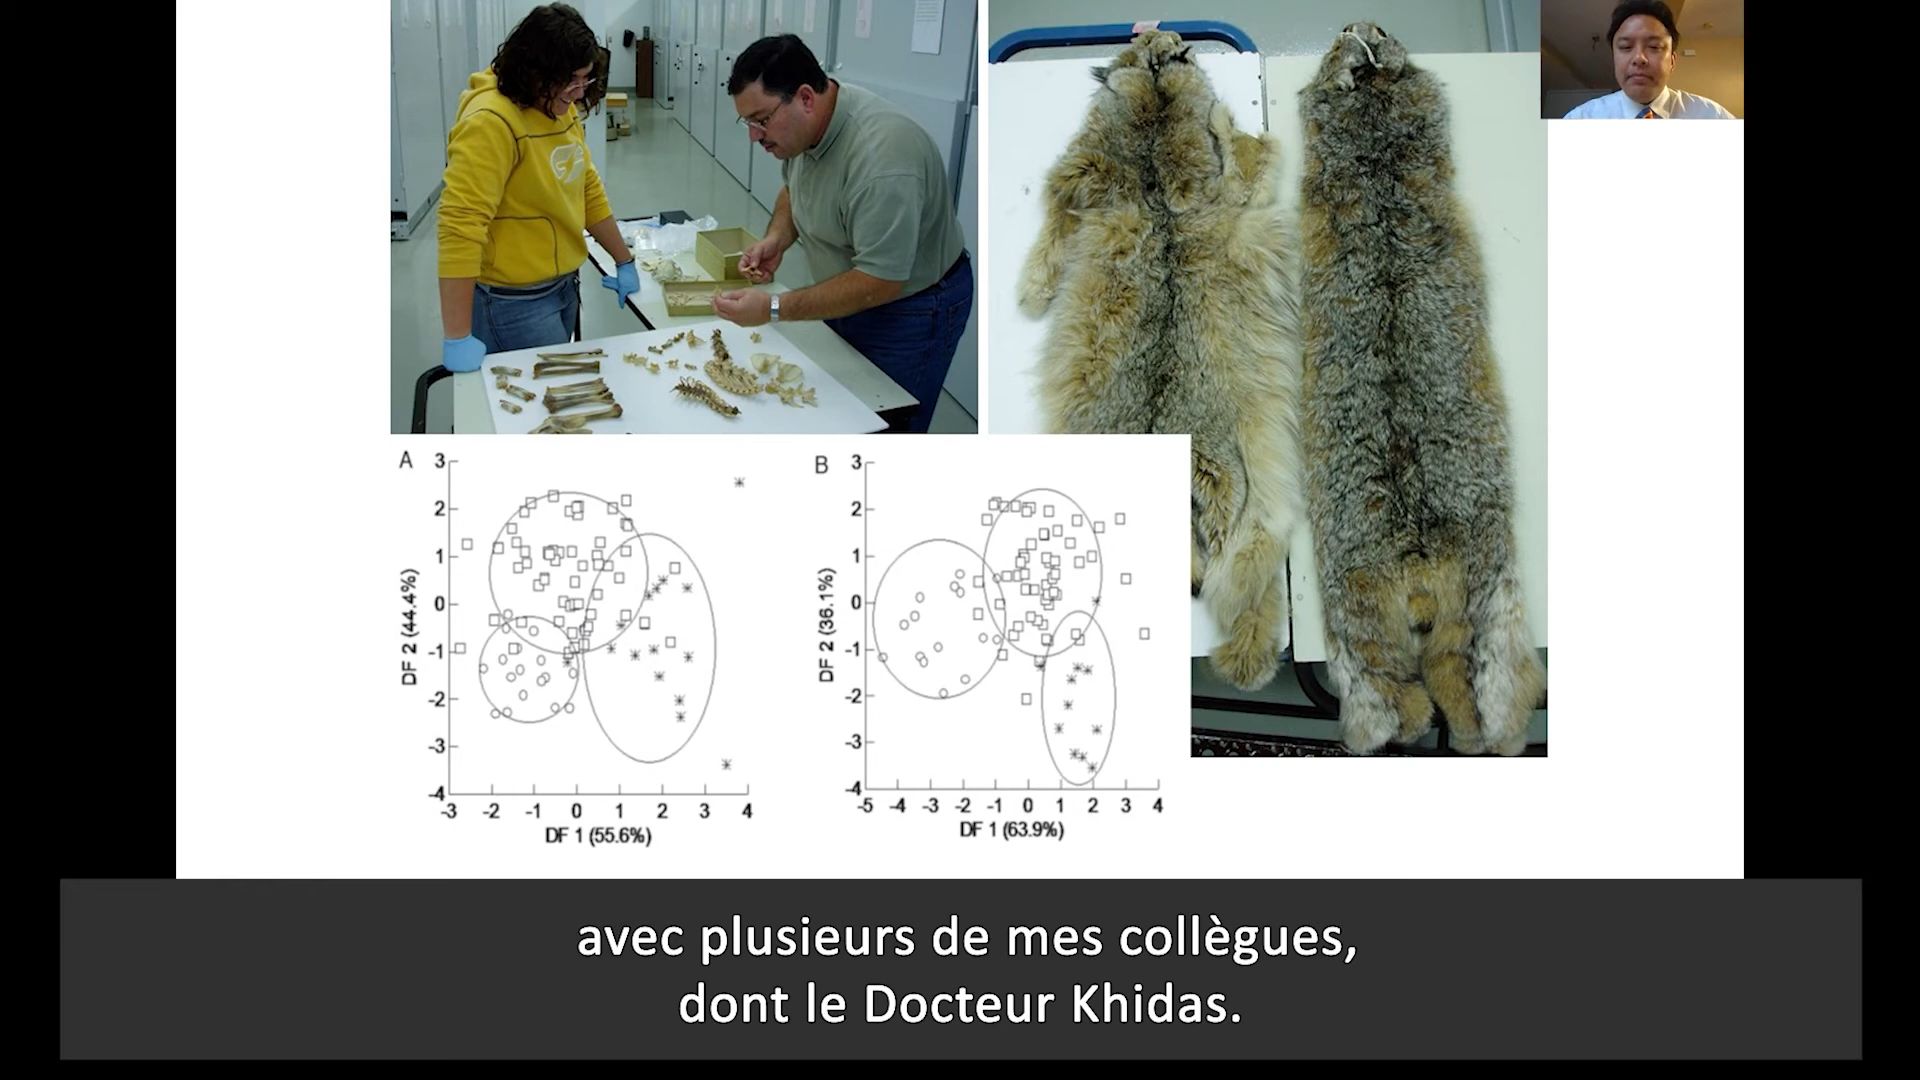 A
3
2
1
0
-1
-2
-3
-4
-3 -2 -1 0 1 2 3 4
DF 2 (44.4%)
DF 1 (55.6%)
B
3
2
1
0
-1
-2
-3
-4
-5 -4 -3 -2 -1 0 1 2 3 4
DF 2 (36.1%)
DF 1 (63.9%)
avec plusieurs de mes collègues,
dont le Docteur Khidas.